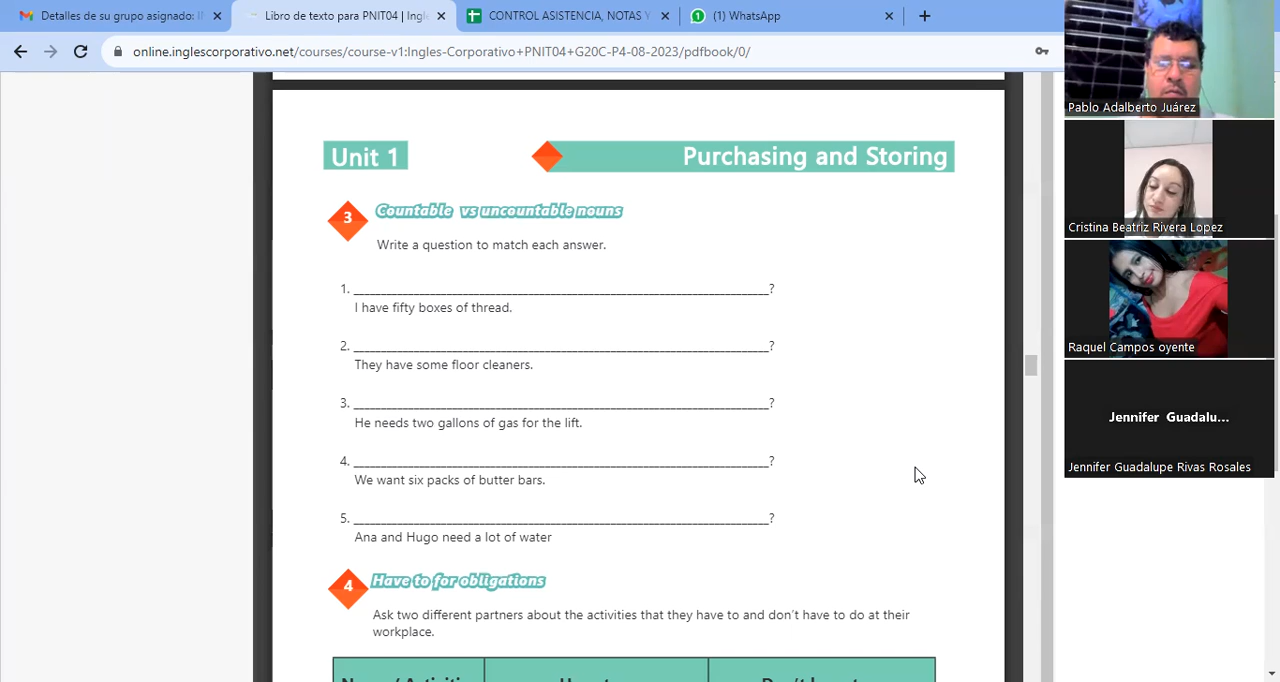 Detalles de su grupo asignado: I
Libro de texto para PNIT04 | Ingl
CONTROL ASISTENCIA, NOTAS Y
(1) WhatsApp
online.inglescorporativo.net/courses/course-v1:Ingles-Corporativo+PNIT04+G20C-P4-08-2023/pdfbook/0/
Unit 1
Purchasing and Storing
3 Countable vs uncountable nouns
Write a question to match each answer.
1. ?
I have fifty boxes of thread.
2. ?
They have some floor cleaners.
3. ?
He needs two gallons of gas for the lift.
4. ?
We want six packs of butter bars.
5. ?
Ana and Hugo need a lot of water
4 Have to for obligations
Ask two different partners about the activities that they have to and don't have to do at their
workplace.
Pablo Adalberto Juárez
Cristina Beatriz Rivera Lopez
Raquel Campos oyente
Jennifer Guadalu...
Jennifer Guadalupe Rivas Rosales